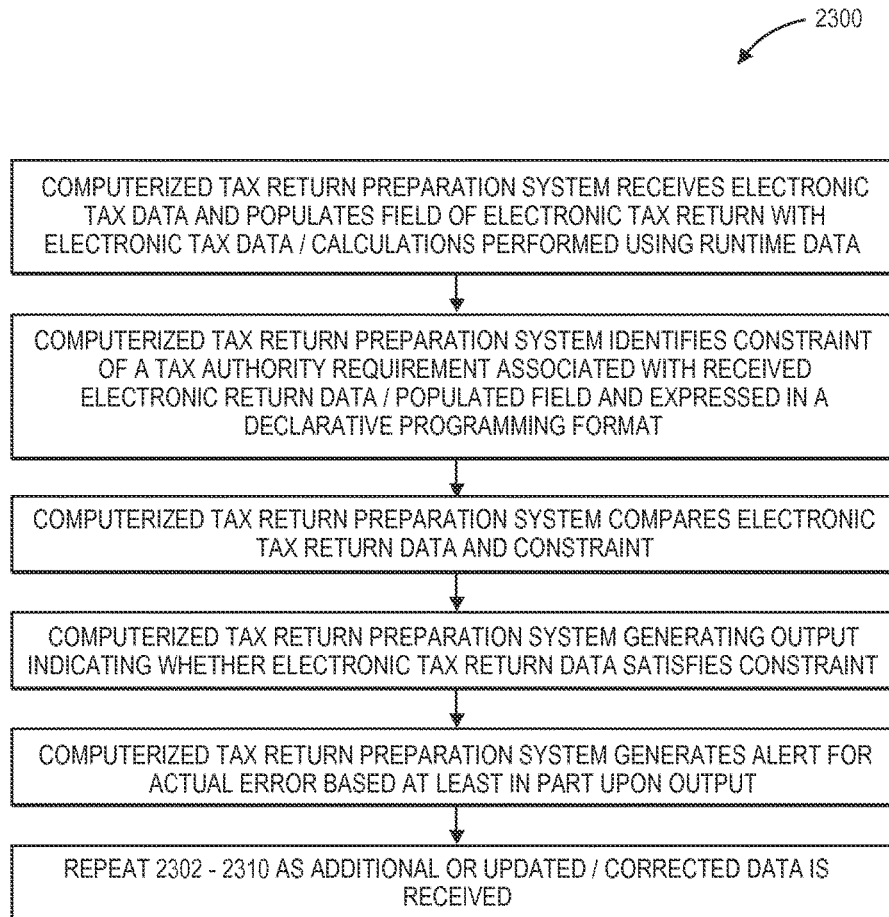 2300
COMPUTERIZED TAX RETURN PREPARATION SYSTEM RECEIVES ELECTRONIC
TAX DATA AND POPULATES FIELD OF ELECTRONIC TAX RETURN WITH
ELECTRONIC TAX DATA / CALCULATIONS PERFORMED USING RUNTIME DATA
COMPUTERIZED TAX RETURN PREPARATION SYSTEM IDENTIFIES CONSTRAINT
OF A TAX AUTHORITY REQUIREMENT ASSOCIATED WITH RECEIVED
ELECTRONIC RETURN DATA / POPULATED FIELD AND EXPRESSED IN A
DECLARATIVE PROGRAMMING FORMAT
COMPUTERIZED TAX RETURN PREPARATION SYSTEM COMPARES ELECTRONIC
TAX RETURN DATA AND CONSTRAINT
COMPUTERIZED TAX RETURN PREPARATION SYSTEM GENERATING OUTPUT
INDICATING WHETHER ELECTRONIC TAX RETURN DATA SATISFIES CONSTRAINT
COMPUTERIZED TAX RETURN PREPARATION SYSTEM GENERATES ALERT FOR
ACTUAL ERROR BASED AT LEAST IN PART UPON OUTPUT
REPEAT 2302 - 2310 AS ADDITIONAL OR UPDATED / CORRECTED DATA IS
RECEIVED